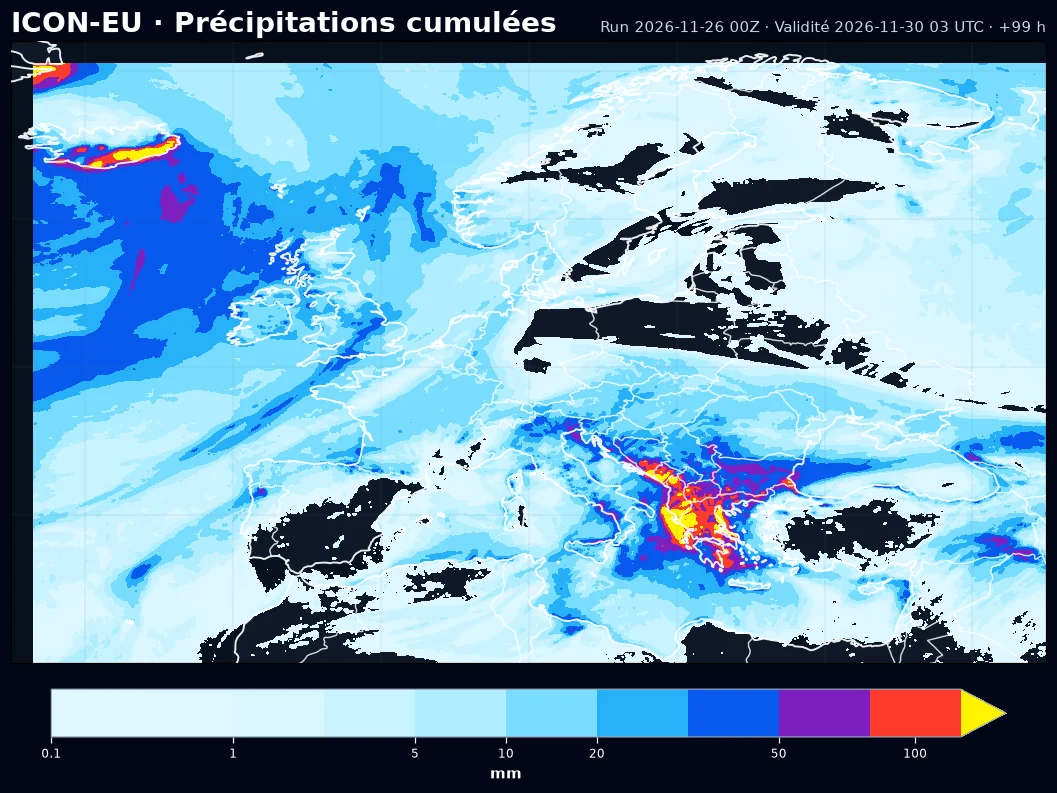 ICON-EU · Précipitations cumulées
Run 2026-11-26 00Z · Validité 2026-11-30 03 UTC · +99 h
0.1 1 5 10 20 50 100
mm